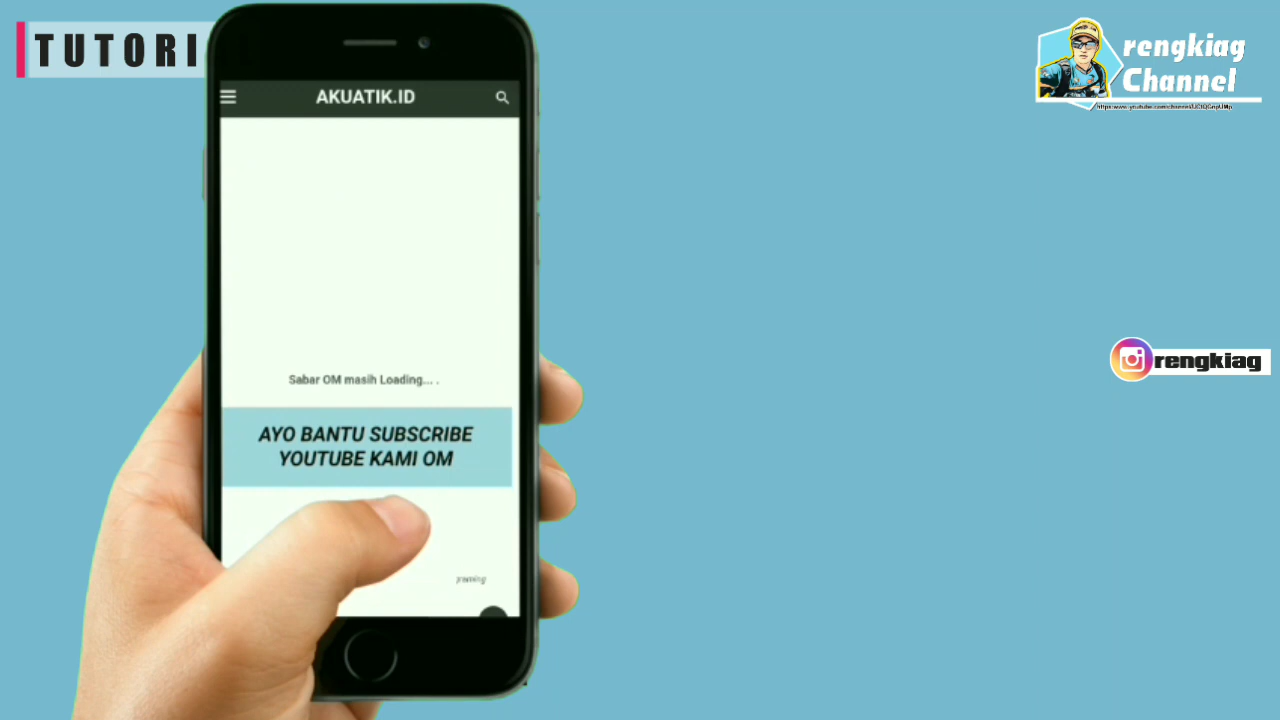 TUTORI
AKUATIK.ID
Sabar OM masih Loading... .
AYO BANTU SUBSCRIBE
YOUTUBE KAMI OM
rengkiag
Channel
rengkiag